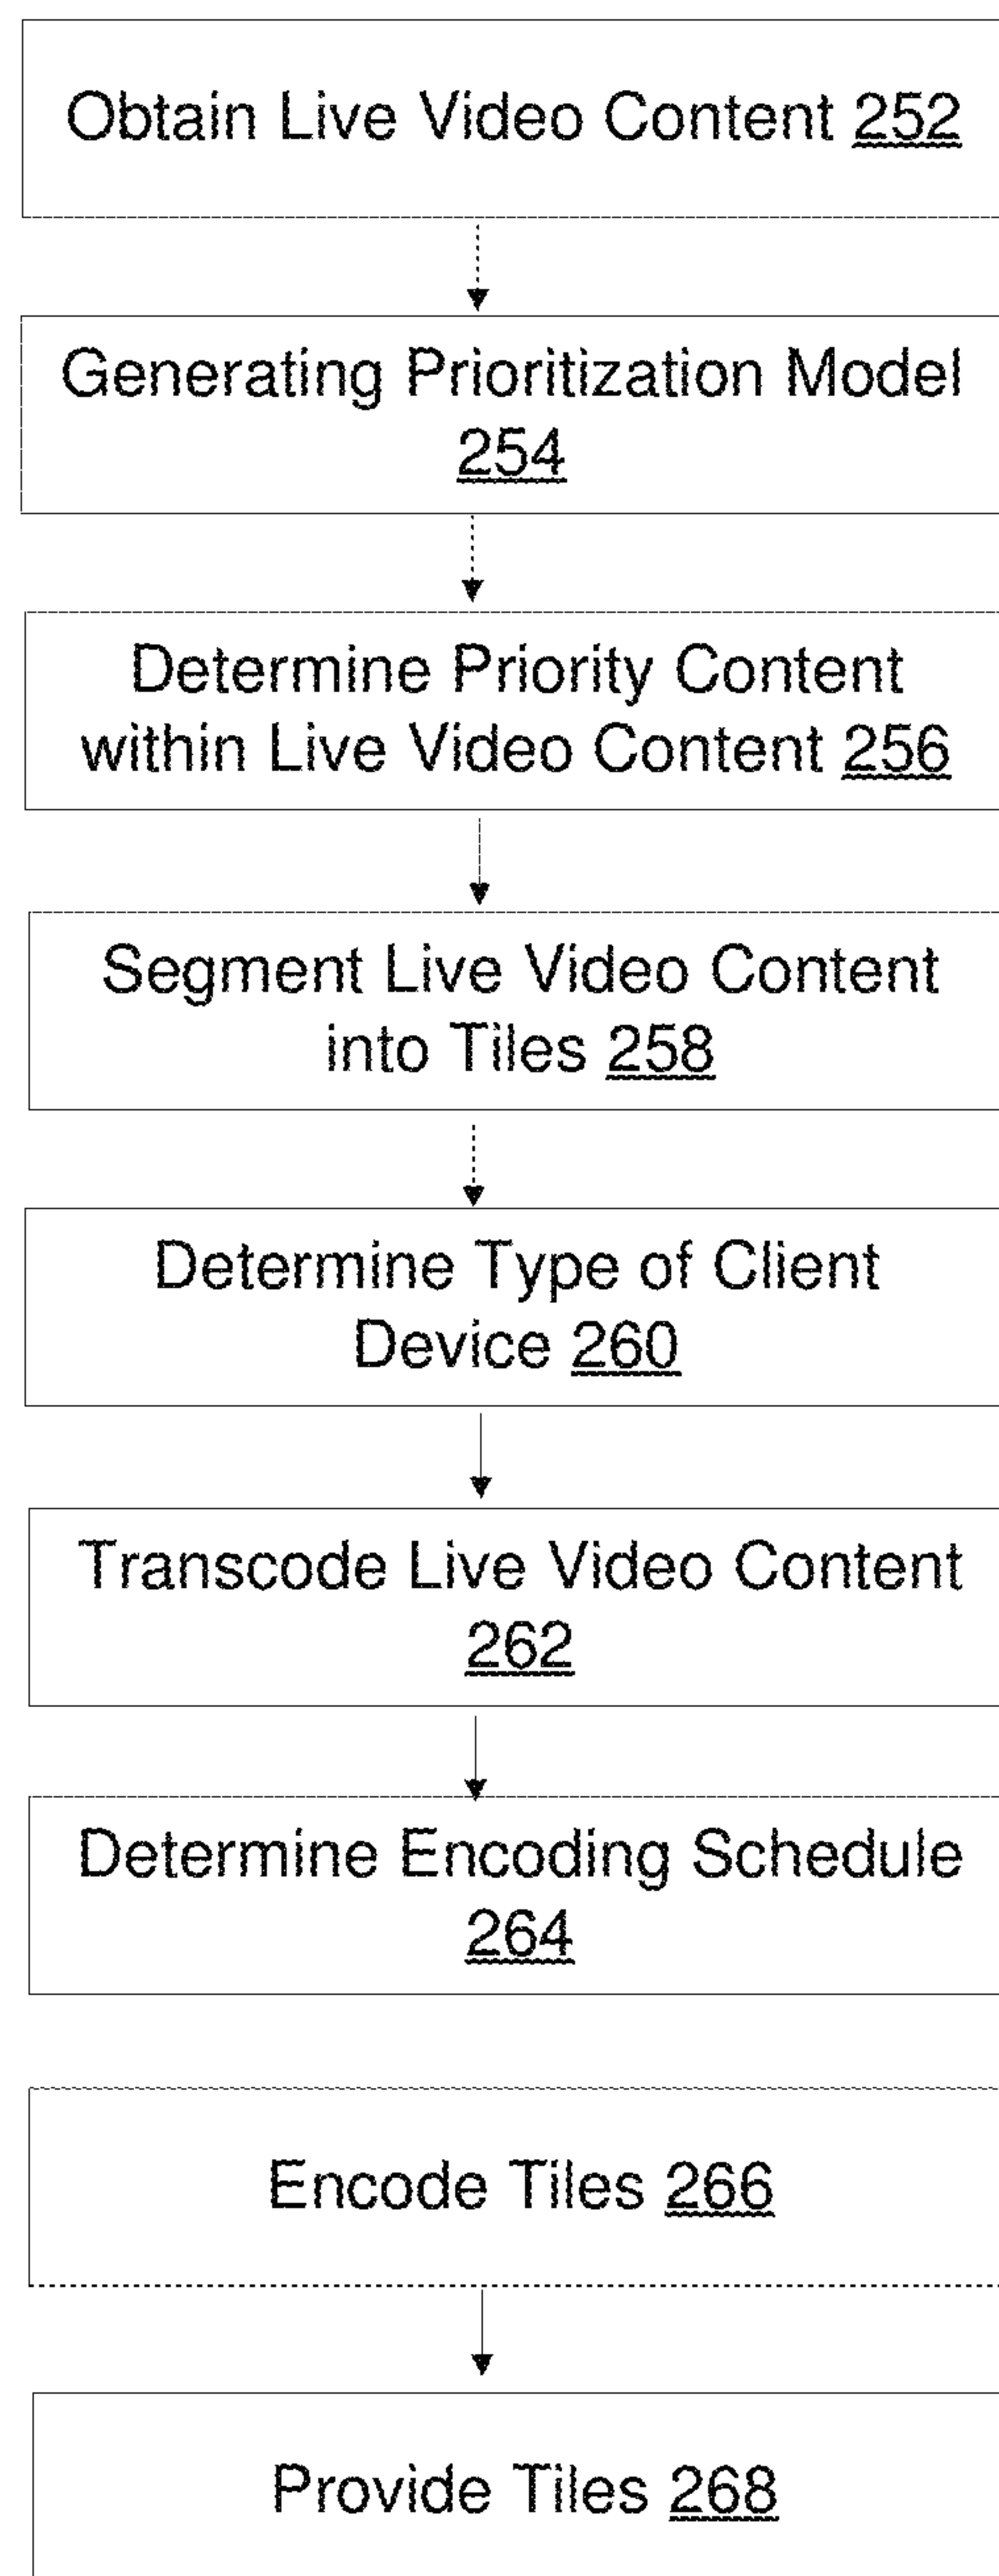 Obtain Live Video Content 252
Generating Prioritization Model
254
Determine Priority Content
within Live Video Content 256
Segment Live Video Content
into Tiles 258
Determine Type of Client
Device 260
Transcode Live Video Content
262
Determine Encoding Schedule
264
Encode Tiles 266
Provide Tiles 268